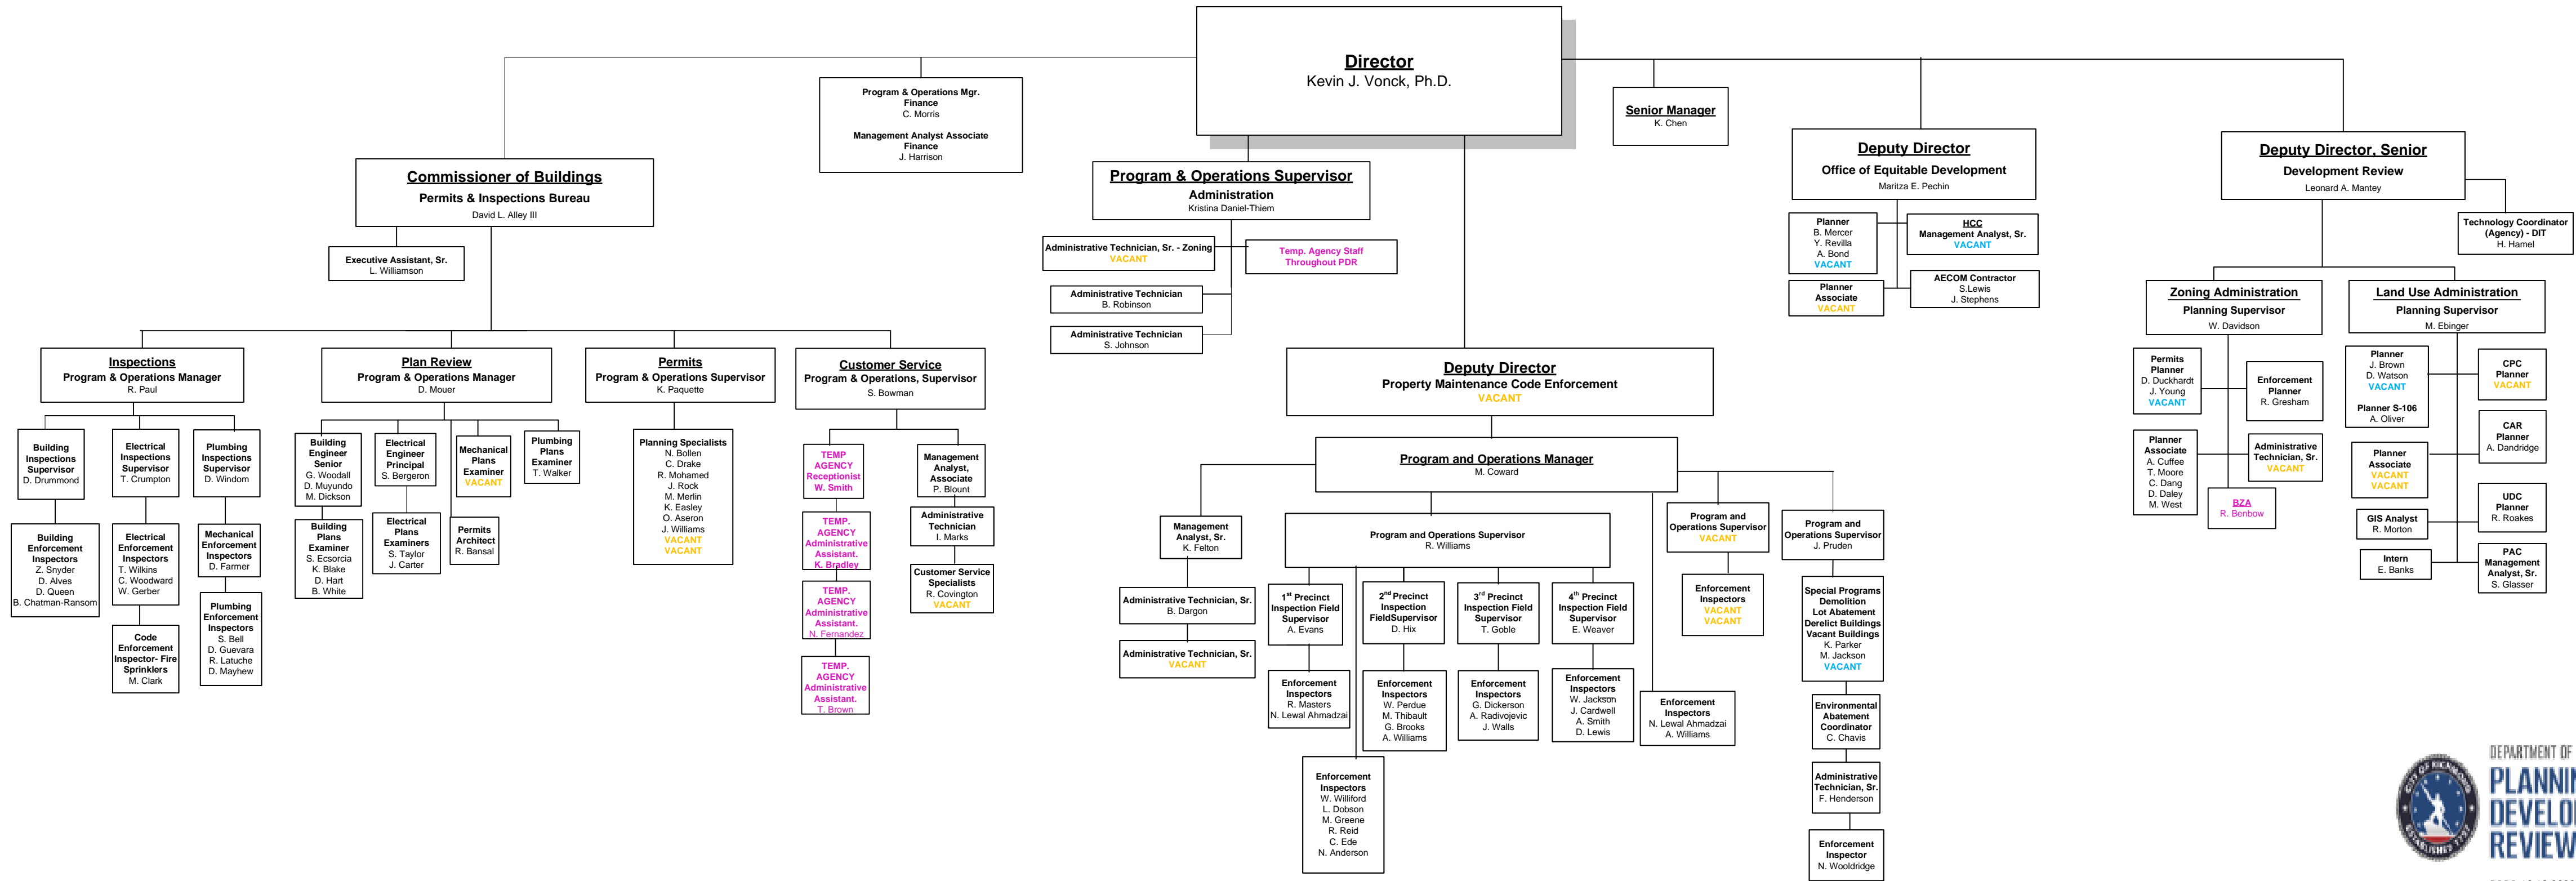 Director
Kevin J. Vonck, Ph.D.
Program & Operations Mgr.
Finance
C. Morris
Management Analyst Associate
Finance
J. Harrison
Senior Manager
K. Chen
Commissioner of Buildings
Permits & Inspections Bureau
David L. Alley III
Executive Assistant, Sr.
L. Williamson
Program & Operations Supervisor
Administration
Kristina Daniel-Thiem
Administrative Technician, Sr. - Zoning
VACANT
Temp. Agency Staff
Throughout PDR
Administrative Technician
B. Robinson
Administrative Technician
S. Johnson
Deputy Director
Office of Equitable Development
Maritza E. Pechin
Planner
B. Mercer
Y. Revilla
A. Bond
VACANT
HCC
Management Analyst, Sr.
VACANT
Planner
Associate
VACANT
AECOM Contractor
S.Lewis
J. Stephens
Deputy Director, Senior
Development Review
Leonard A. Mantey
Technology Coordinator
(Agency) - DIT
H. Hamel
Zoning Administration
Planning Supervisor
W. Davidson
Permits
Planner
D. Duckhardt
J. Young
VACANT
Enforcement
Planner
R. Gresham
Planner
Associate
A. Cuffee
T. Moore
C. Dang
D. Daley
M. West
Administrative
Technician, Sr.
VACANT
BZA
R. Benbow
Land Use Administration
Planning Supervisor
M. Ebinger
Planner
J. Brown
D. Watson
VACANT
Planner S-106
A. Oliver
CPC
Planner
VACANT
CAR
Planner
A. Dandridge
Planner
Associate
VACANT
VACANT
UDC
Planner
R. Roakes
GIS Analyst
R. Morton
Intern
E. Banks
PAC
Management
Analyst, Sr.
S. Glasser
Inspections
Program & Operations Manager
R. Paul
Building
Inspections
Supervisor
D. Drummond
Electrical
Inspections
Supervisor
T. Crumpton
Plumbing
Inspections
Supervisor
D. Windom
Building
Enforcement
Inspectors
Z. Snyder
D. Alves
D. Queen
B. Chatman-Ransom
Electrical
Enforcement
Inspectors
T. Wilkins
C. Woodward
W. Gerber
Mechanical
Enforcement
Inspectors
D. Farmer
Code
Enforcement
Inspector- Fire
Sprinklers
M. Clark
Plumbing
Enforcement
Inspectors
S. Bell
D. Guevara
R. Latuche
D. Mayhew
Plan Review
Program & Operations Manager
D. Mouer
Building
Engineer
Senior
G. Woodall
D. Muyundo
M. Dickson
Electrical
Engineer
Principal
S. Bergeron
Mechanical
Plans
Examiner
VACANT
Plumbing
Plans
Examiner
T. Walker
Building
Plans
Examiner
S. Ecsorcia
K. Blake
D. Hart
B. White
Electrical
Plans
Examiners
S. Taylor
J. Carter
Permits
Architect
R. Bansal
Permits
Program & Operations Supervisor
K. Paquette
Planning Specialists
N. Bollen
C. Drake
R. Mohamed
J. Rock
M. Merlin
K. Easley
O. Aseron
J. Williams
VACANT
VACANT
Customer Service
Program & Operations, Supervisor
S. Bowman
TEMP
AGENCY
Receptionist
W. Smith
TEMP.
AGENCY
Administrative
Assistant.
K. Bradley
TEMP.
AGENCY
Administrative
Assistant.
N. Fernandez
TEMP.
AGENCY
Administrative
Assistant.
T. Brown
Management
Analyst,
Associate
P. Blount
Administrative
Technician
I. Marks
Customer Service
Specialists
R. Covington
VACANT
Deputy Director
Property Maintenance Code Enforcement
VACANT
Program and Operations Manager
M. Coward
Management
Analyst, Sr.
K. Felton
Administrative Technician, Sr.
B. Dargon
Administrative Technician, Sr.
VACANT
Program and Operations Supervisor
R. Williams
1st Precinct
Inspection Field
Supervisor
A. Evans
2nd Precinct
Inspection
FieldSupervisor
D. Hix
3rd Precinct
Inspection Field
Supervisor
T. Goble
4th Precinct
Inspection Field
Supervisor
E. Weaver
Enforcement
Inspectors
R. Masters
N. Lewal Ahmadzai
Enforcement
Inspectors
W. Perdue
M. Thibault
G. Brooks
A. Williams
Enforcement
Inspectors
G. Dickerson
A. Radivojevic
J. Walls
Enforcement
Inspectors
W. Jackson
J. Cardwell
A. Smith
D. Lewis
Enforcement
Inspectors
W. Williford
L. Dobson
M. Greene
R. Reid
C. Ede
N. Anderson
Enforcement
Inspectors
N. Lewal Ahmadzai
A. Williams
Program and
Operations Supervisor
VACANT
Enforcement
Inspectors
VACANT
VACANT
Program and
Operations Supervisor
J. Pruden
Special Programs
Demolition
Lot Abatement
Derelict Buildings
Vacant Buildings
K. Parker
M. Jackson
VACANT
Environmental
Abatement
Coordinator
C. Chavis
Administrative
Technician, Sr.
F. Henderson
Enforcement
Inspector
N. Wooldridge
CITY OF RICHMOND
DEPARTMENT OF
PLANNIN
DEVELO
REVIEW